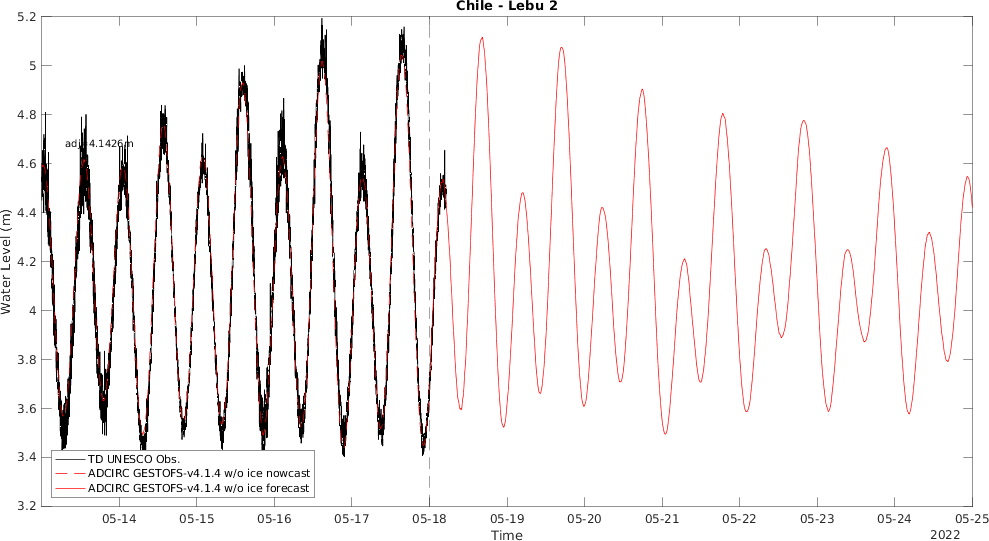 Chile - Lebu 2
5.2
5
4.8
4.6
4.4
4.2
4
3.8
3.6
3.4
3.2
Water Level (m)
adj=4.1426m
TD UNESCO Obs.
ADCIRC GESTOFS-v4.1.4 w/o ice nowcast
ADCIRC GESTOFS-v4.1.4 w/o ice forecast
05-14 05-15 05-16 05-17 05-18 05-19 05-20 05-21 05-22 05-23 05-24 05-25
Time
2022